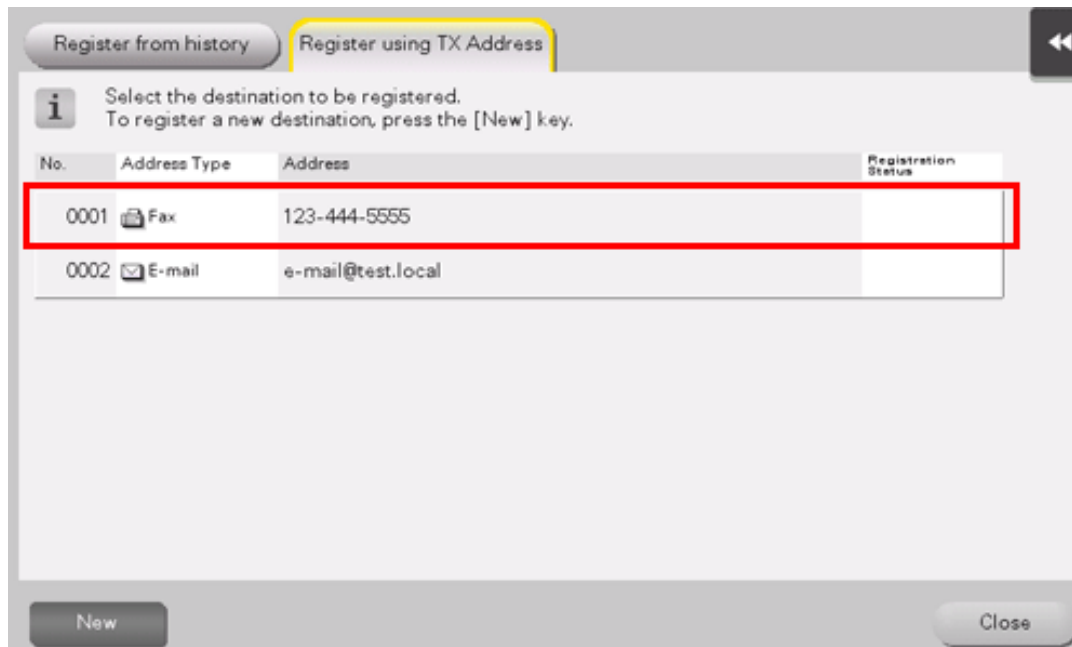 Register from history
Register using TX Address
Select the destination to be registered.
To register a new destination, press the [New] key.
No. Address Type Address Registration Status
0001 Fax 123-444-5555
0002 E-mail e-mail@test.local
New
Close